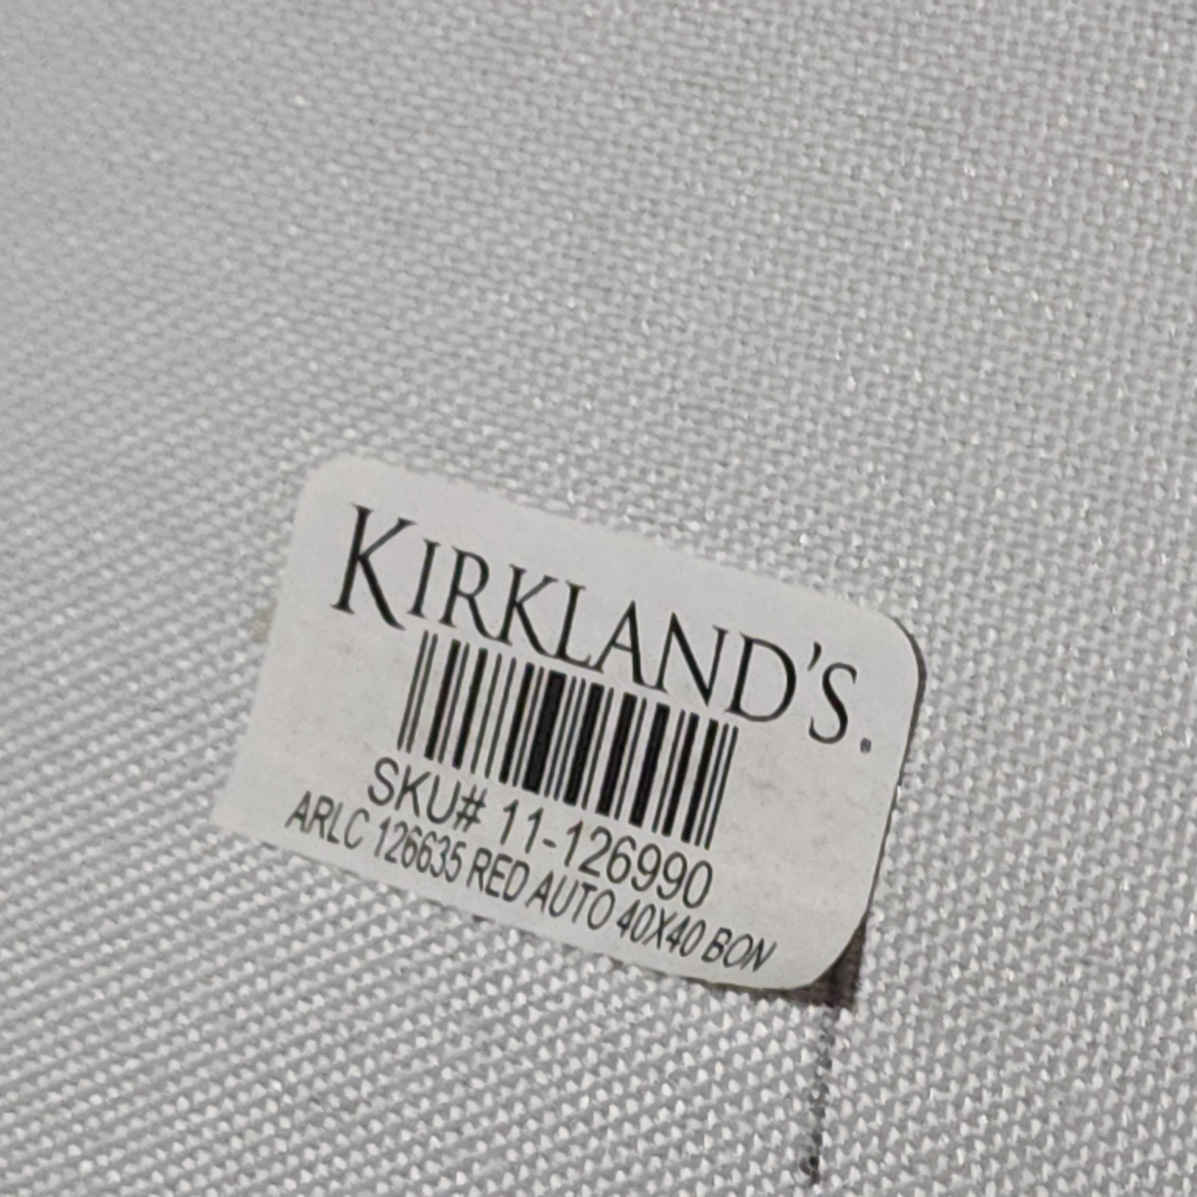 KIRKLAND'S®
SKU# 11-126990
ARLC 126635 RED AUTO 40X40 BON